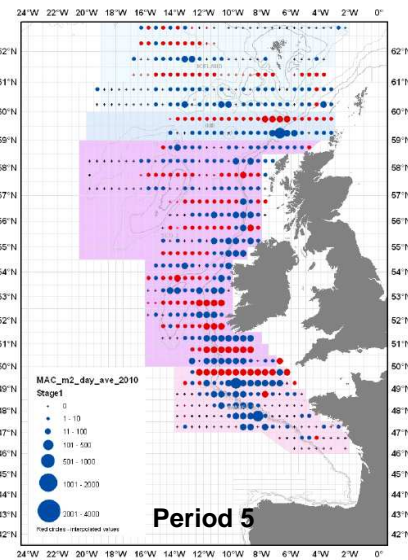 24°W 22°W 20°W 18°W 16°W 14°W 12°W 10°W 8°W 6°W 4°W 2°W 0°
62°N
61°N
60°N
59°N
58°N
57°N
56°N
55°N
54°N
53°N
52°N
51°N
50°N
49°N
48°N
47°N
46°N
45°N
44°N
43°N
42°N
MAC_m2_day_ave_2010
Stage1
0
1 - 10
11 - 100
101 - 500
501 - 1000
1001 - 2000
2001 - 4000
Red circles - interpolated values
Period 5
24°W 22°W 20°W 18°W 16°W 14°W 12°W 10°W 8°W 6°W 4°W 2°W 0°